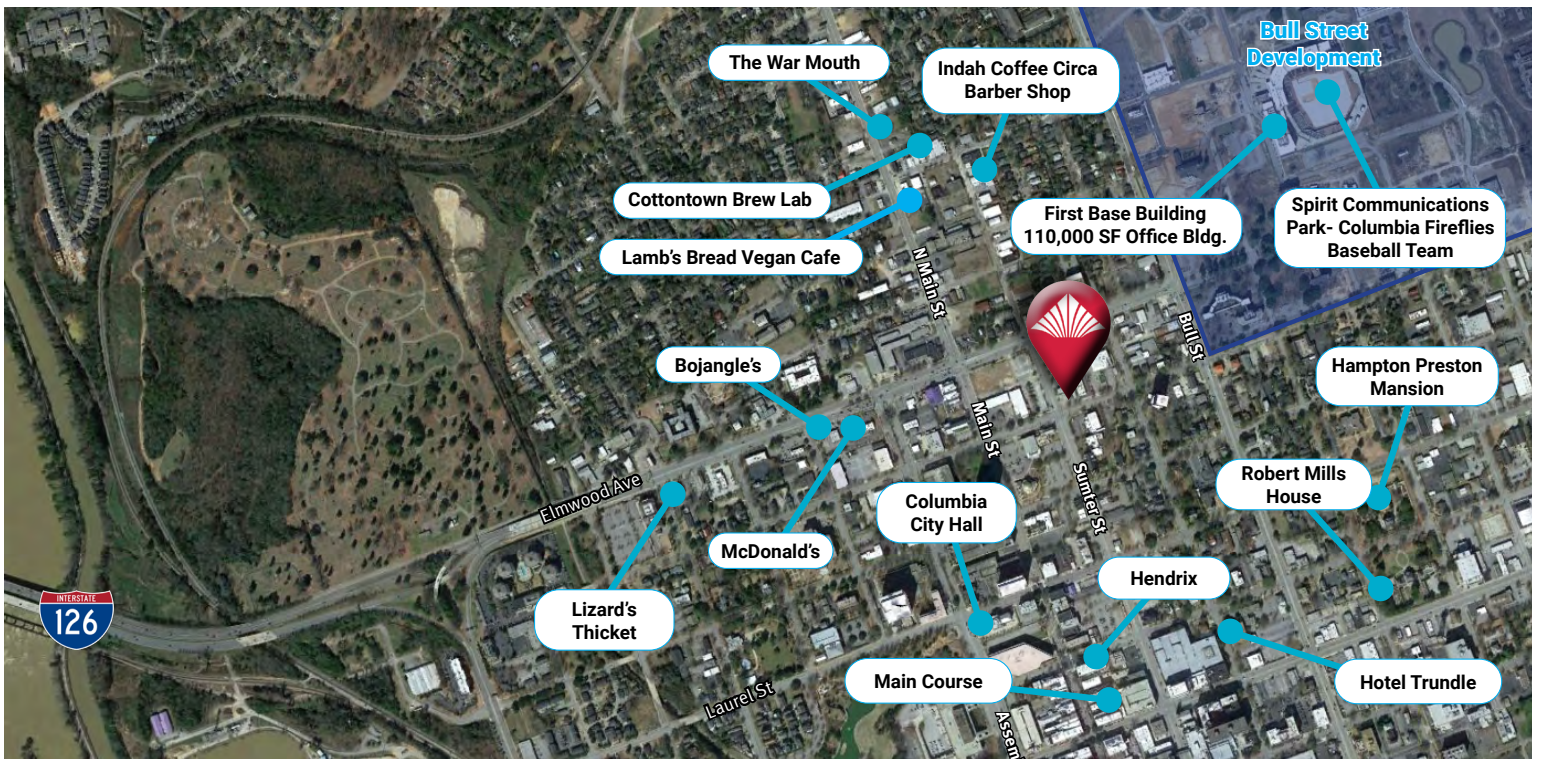 The War Mouth
Indah Coffee Circa
Barber Shop
Bull Street
Development
Cottontown Brew Lab
First Base Building
110,000 SF Office Bldg.
Spirit Communications
Park- Columbia Fireflies
Baseball Team
Lamb's Bread Vegan Cafe
N Main St
Bull St
Bojangle's
Hampton Preston
Mansion
Main St
Elmwood Ave
Sumter St
Robert Mills
House
Columbia
City Hall
McDonald's
Hendrix
INTERSTATE
126
Lizard's
Thicket
Main Course
Hotel Trundle
Laurel St
Assem